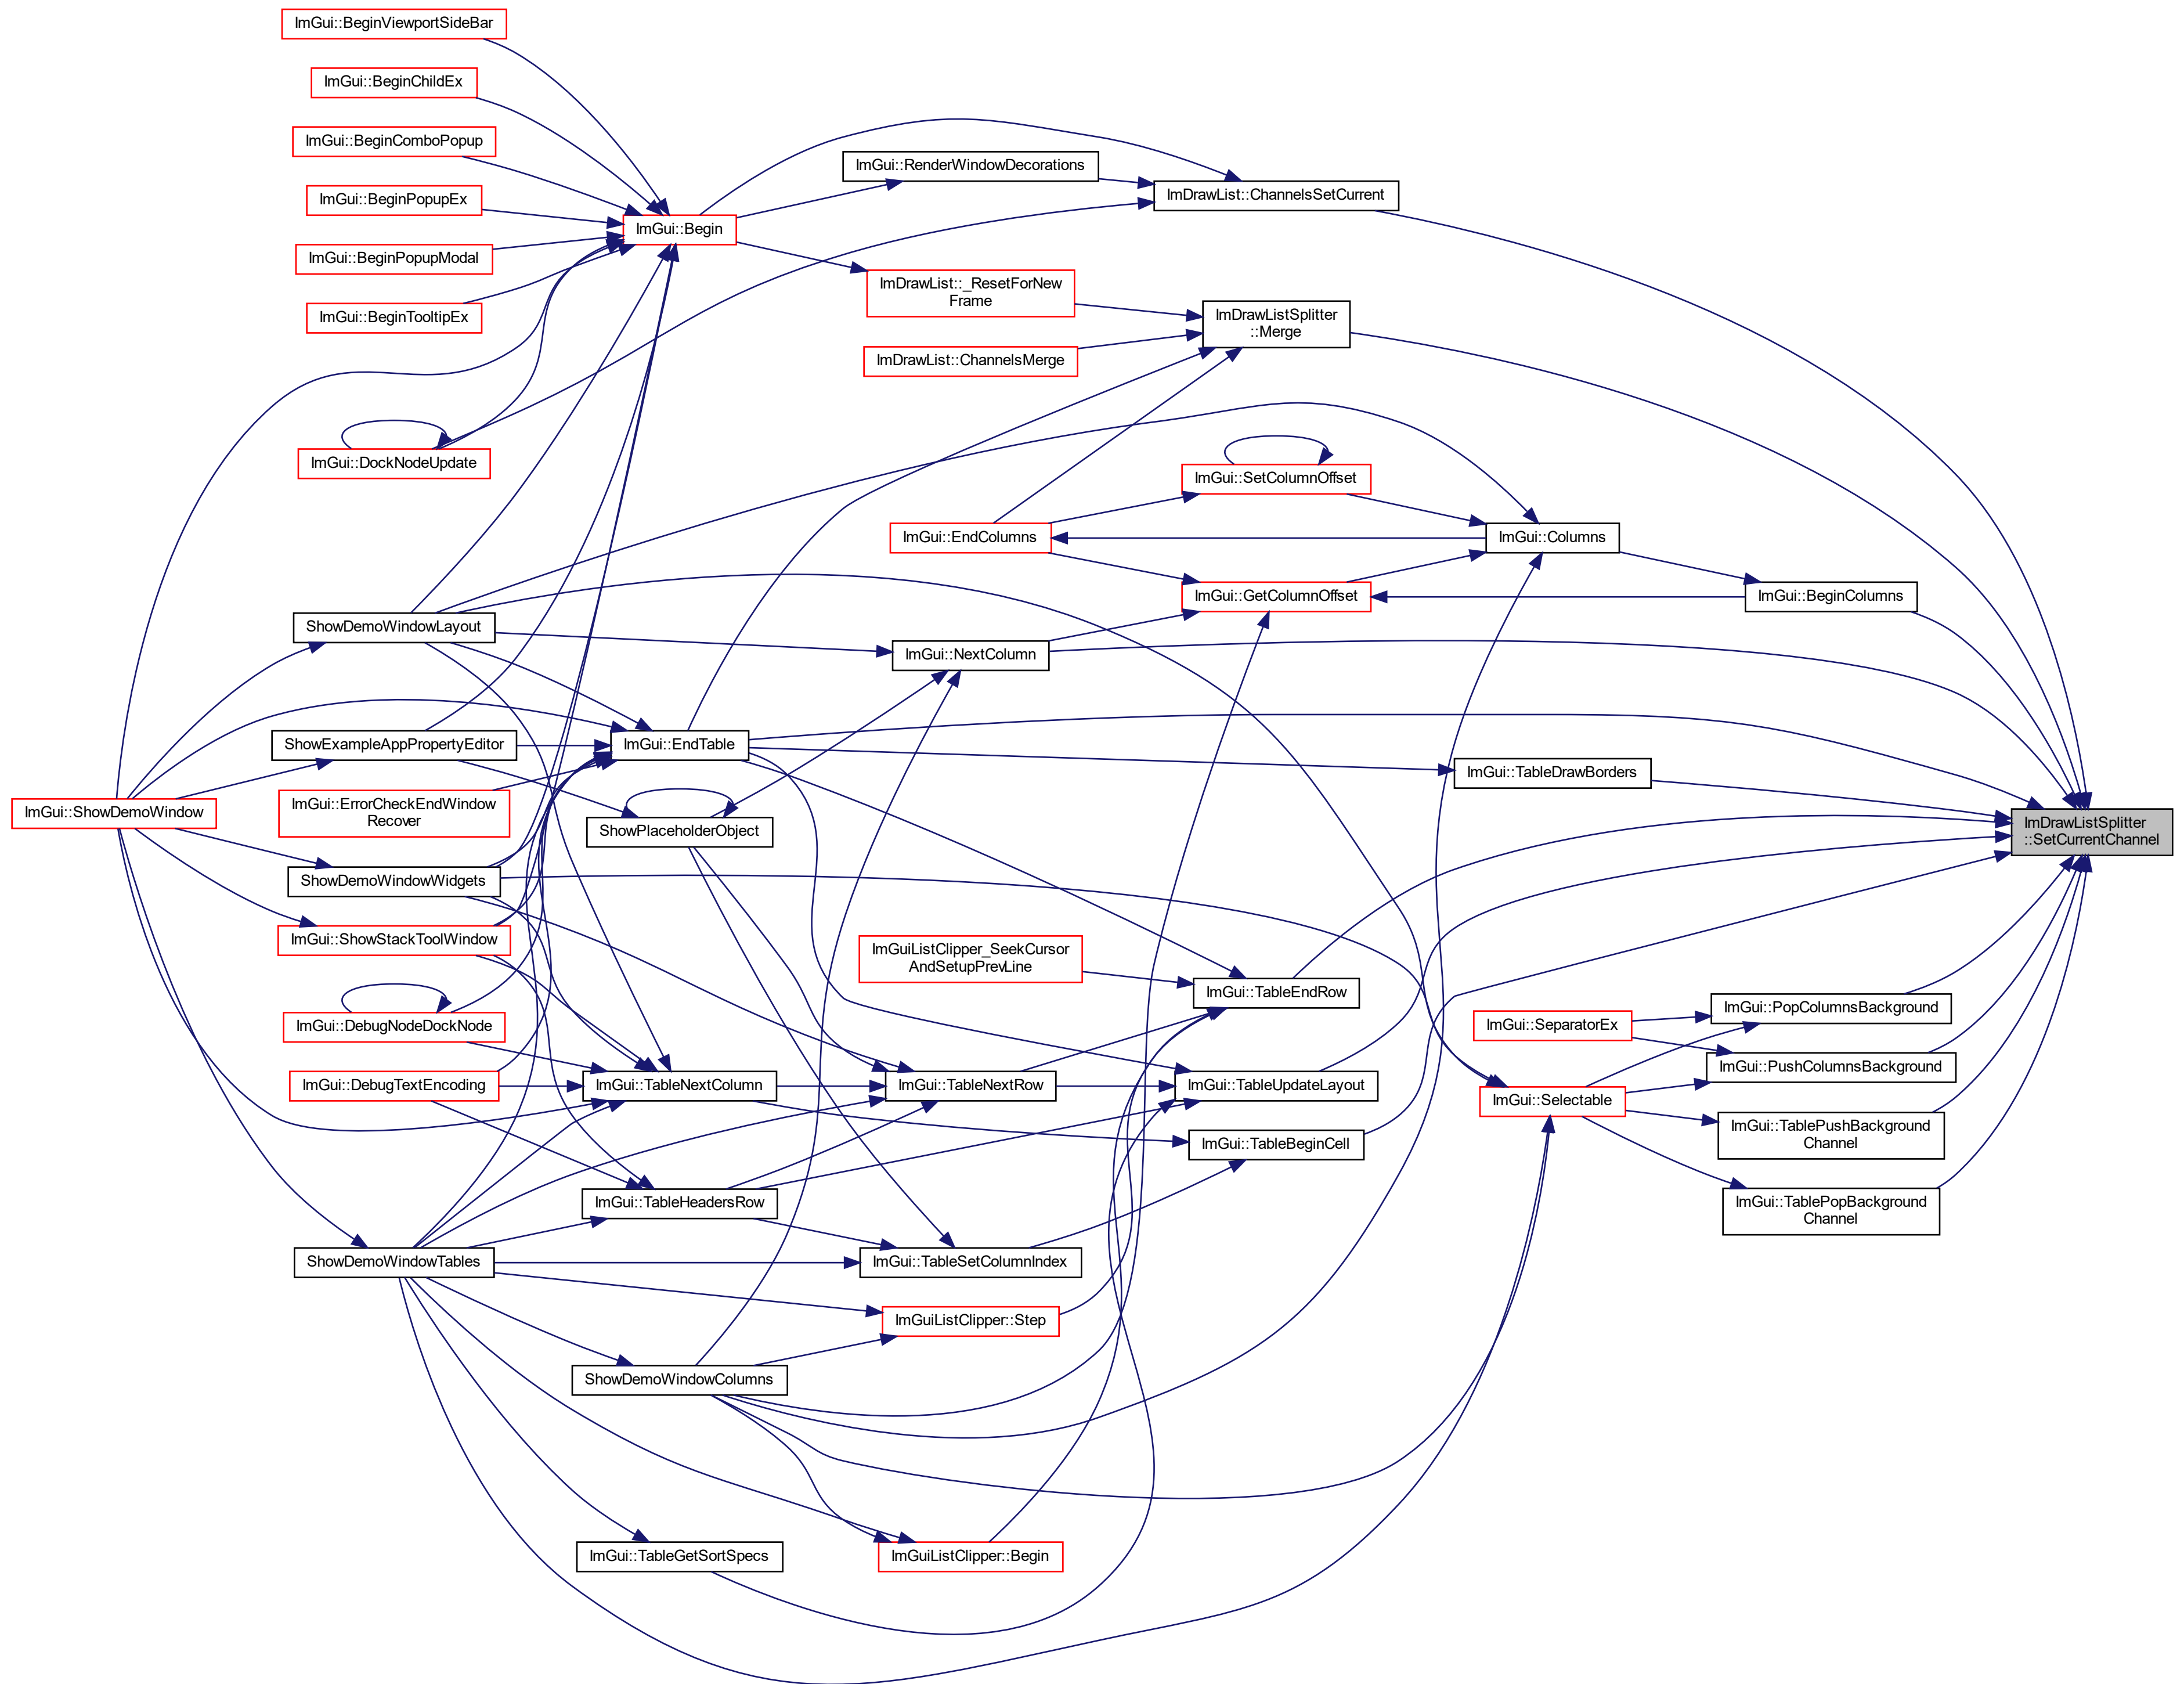 ImGui::BeginViewportSideBar
ImGui::BeginChildEx
ImGui::BeginComboPopup
ImGui::BeginPopupEx
ImGui::BeginPopupModal
ImGui::BeginTooltipEx
ImGui::Begin
ImGui::RenderWindowDecorations
ImDrawList::ChannelsSetCurrent
ImDrawList::_ResetForNew
Frame
ImDrawList::ChannelsMerge
ImDrawListSplitter
::Merge
ImGui::DockNodeUpdate
ImGui::SetColumnOffset
ImGui::EndColumns
ImGui::Columns
ImGui::GetColumnOffset
ImGui::BeginColumns
ShowDemoWindowLayout
ImGui::NextColumn
ShowExampleAppPropertyEditor
ImGui::EndTable
ImGui::TableDrawBorders
ImGui::ShowDemoWindow
ImGui::ErrorCheckEndWindow
Recover
ShowPlaceholderObject
ImDrawListSplitter
::SetCurrentChannel
ShowDemoWindowWidgets
ImGui::ShowStackToolWindow
ImGuiListClipper_SeekCursor
AndSetupPrevLine
ImGui::TableEndRow
ImGui::DebugNodeDockNode
ImGui::SeparatorEx
ImGui::PopColumnsBackground
ImGui::PushColumnsBackground
ImGui::DebugTextEncoding
ImGui::TableNextColumn
ImGui::TableNextRow
ImGui::TableUpdateLayout
ImGui::Selectable
ImGui::TablePushBackground
Channel
ImGui::TableBeginCell
ImGui::TableHeadersRow
ImGui::TablePopBackground
Channel
ShowDemoWindowTables
ImGui::TableSetColumnIndex
ImGuiListClipper::Step
ShowDemoWindowColumns
ImGui::TableGetSortSpecs
ImGuiListClipper::Begin